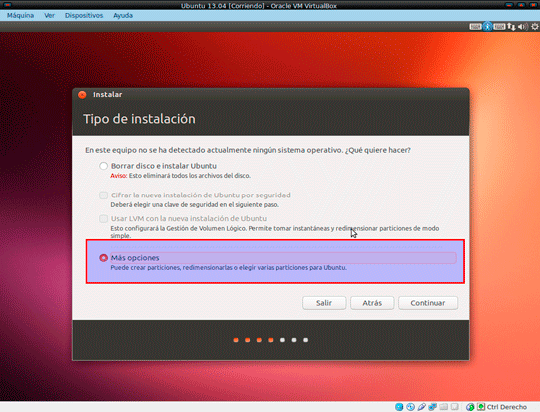 Ubuntu 13.04 [Corriendo] - Oracle VM VirtualBox
Máquina Ver Dispositivos Ayuda
Instalar
Tipo de instalación
En este equipo no se ha detectado actualmente ningún sistema operativo. ¿Qué quiere hacer?
Borrar disco e instalar Ubuntu
Aviso: Esto eliminará todos los archivos del disco.
Cifrar la nueva instalación de Ubuntu por seguridad
Deberá elegir una clave de seguridad en el siguiente paso.
Usar LVM con la nueva instalación de Ubuntu
Esto configurará la Gestión de Volumen Lógico. Permite tomar instantáneas y redimensionar particiones de modo
simple.
Más opciones
Puede crear particiones, redimensionarlas o elegir varias particiones para Ubuntu.
Salir Atrás Continuar
Ctrl Derecho